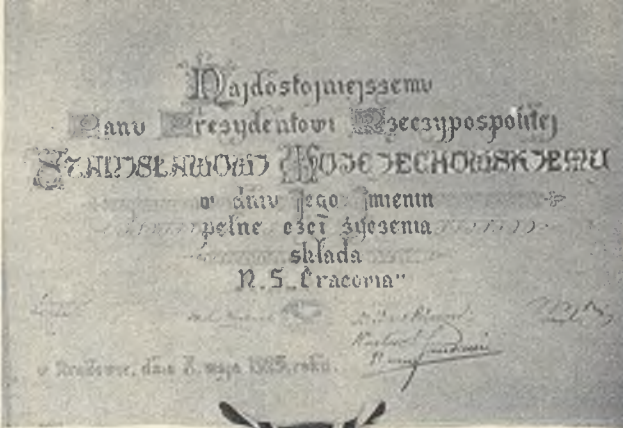 Najdostojniejszemu
Panu Prezydentowi Rzeczypospolitej
STANISŁAWOWI WOJCIECHOWSKIEMU
w dniu Jego Imienin
pełne czci życzenia
składa
K. S. „Cracovia"
w Krakowie, dnia 8. maja 1925. roku.